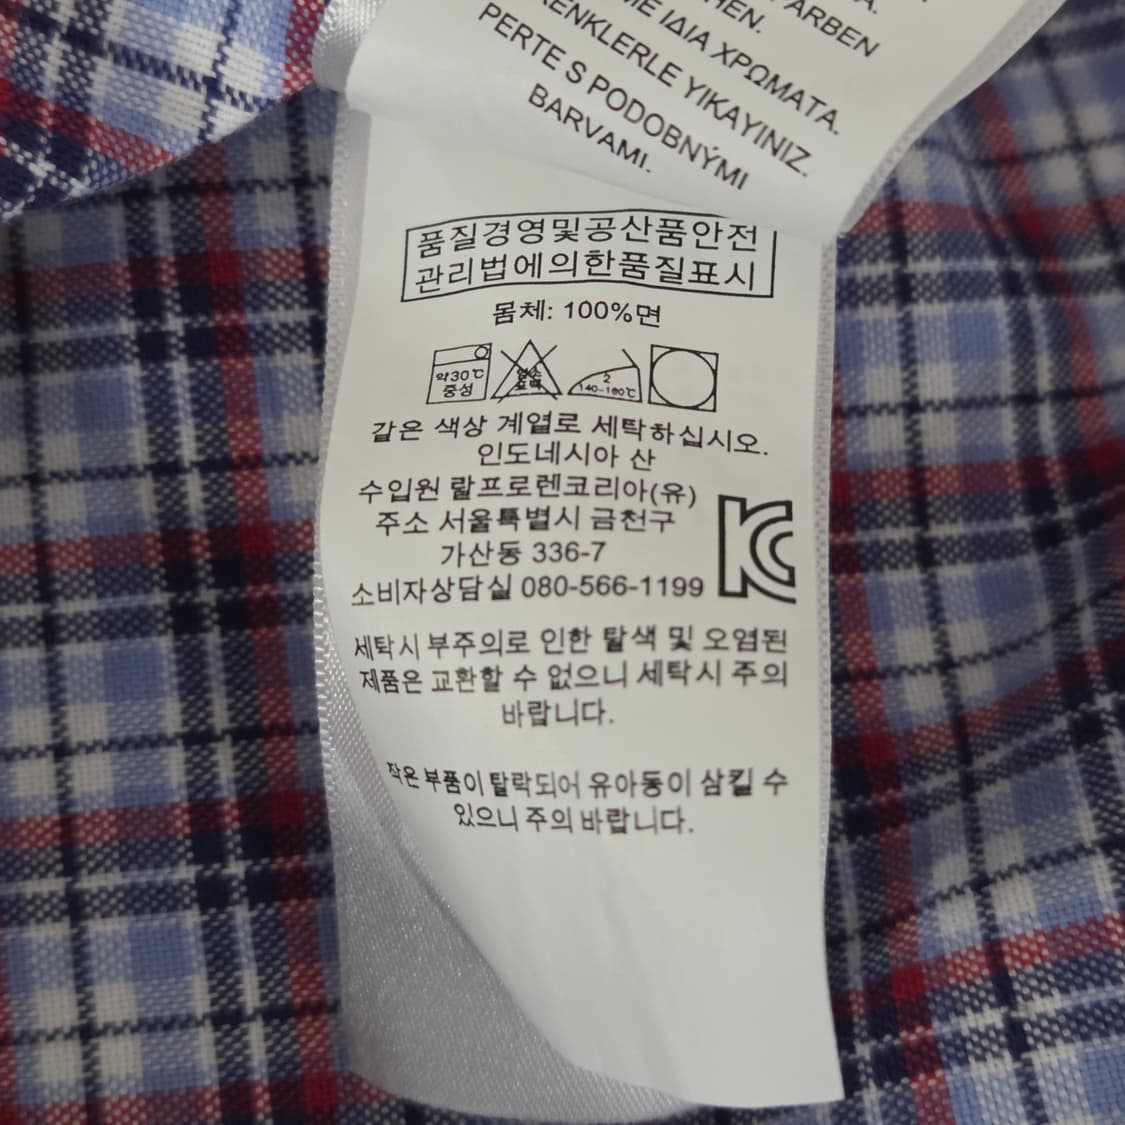 FARBEN
ΜΕ ΙΔΙΑ ΧΡΩΜΑΤΑ.
RENKLERLE YIKAYINIZ.
PERTE S PODOBNÝMI
BARVAMI.
품질경영및공산품안전
관리법에의한품질표시
몸체: 100%면
약30℃
중성
염소
표백
2
140~160℃
같은 색상 계열로 세탁하십시오.
인도네시아 산
수입원 랄프로렌코리아(유)
주소 서울특별시 금천구
가산동 336-7
소비자상담실 080-566-1199
세탁시 부주의로 인한 탈색 및 오염된
제품은 교환할 수 없으니 세탁시 주의
바랍니다.
작은 부품이 탈락되어 유아동이 삼킬 수
있으니 주의 바랍니다.